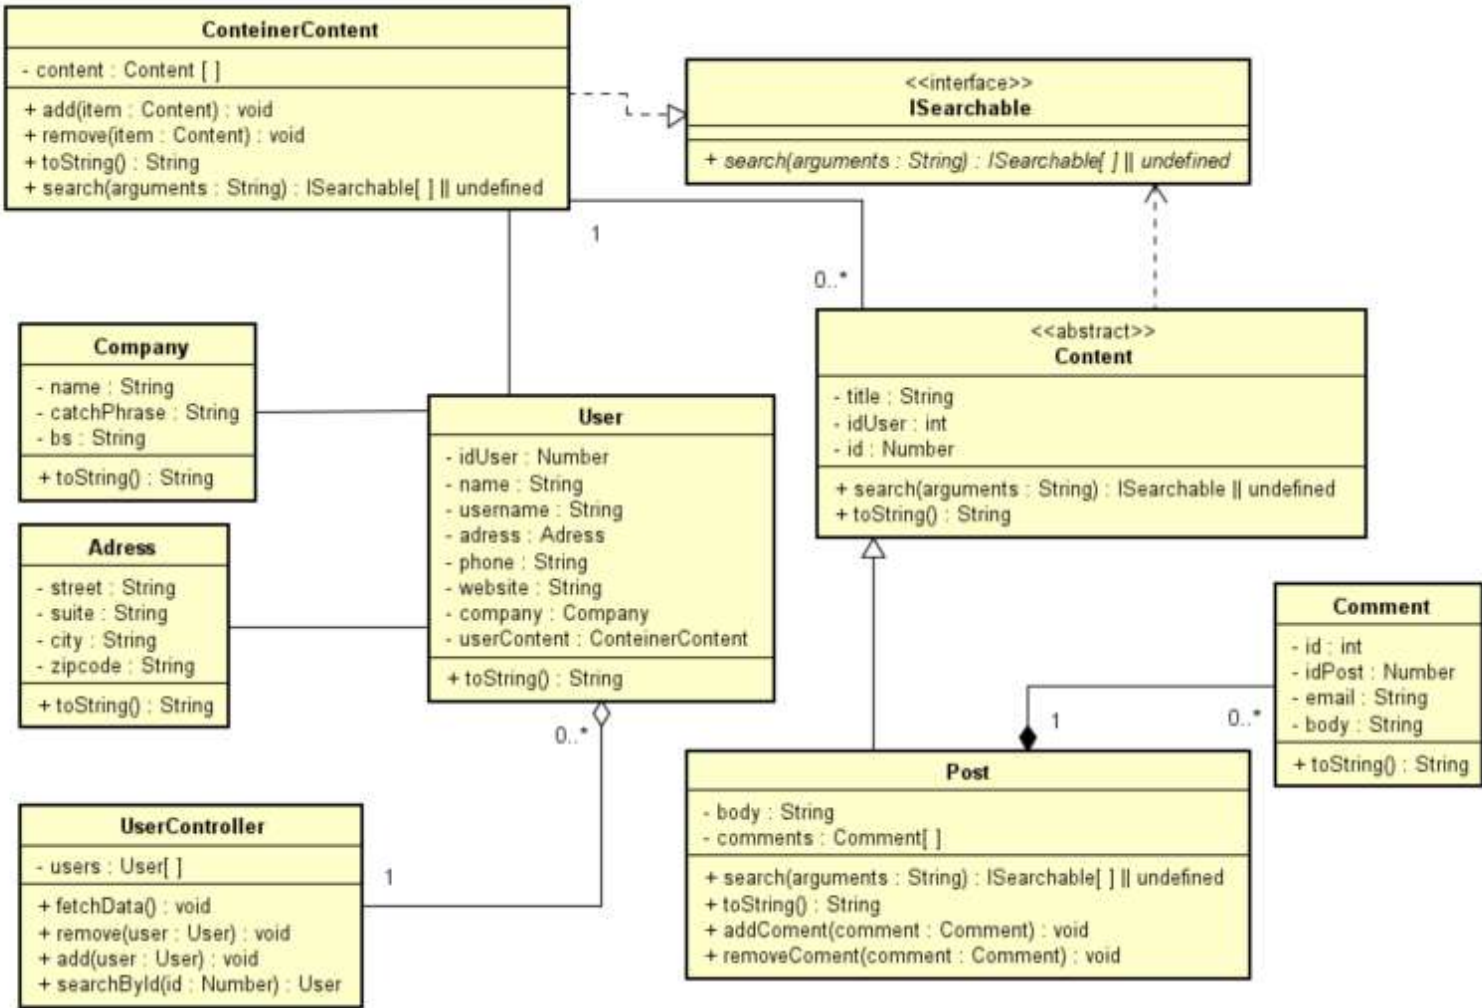 ConteinerContent
- content : Content [ ]
+ add(item : Content) : void
+ remove(item : Content) : void
+ toString() : String
+ search(arguments : String) : ISearchable[ ] || undefined
<<interface>>
ISearchable
+ search(arguments : String) : ISearchable[ ] || undefined
1
0..*
<<abstract>>
Content
- title : String
- idUser : int
- id : Number
+ search(arguments : String) : ISearchable || undefined
+ toString() : String
Company
- name : String
- catchPhrase : String
- bs : String
+ toString() : String
User
- idUser : Number
- name : String
- username : String
- adress : Adress
- phone : String
- website : String
- company : Company
- userContent : ConteinerContent
+ toString() : String
Adress
- street : String
- suite : String
- city : String
- zipcode : String
+ toString() : String
Comment
- id : int
- idPost : Number
- email : String
- body : String
+ toString() : String
0..*
1
0..*
Post
- body : String
- comments : Comment[ ]
+ search(arguments : String) : ISearchable[ ] || undefined
+ toString() : String
+ addComent(comment : Comment) : void
+ removeComent(comment : Comment) : void
UserController
- users : User[ ]
+ fetchData() : void
+ remove(user : User) : void
+ add(user : User) : void
+ searchById(id : Number) : User
1